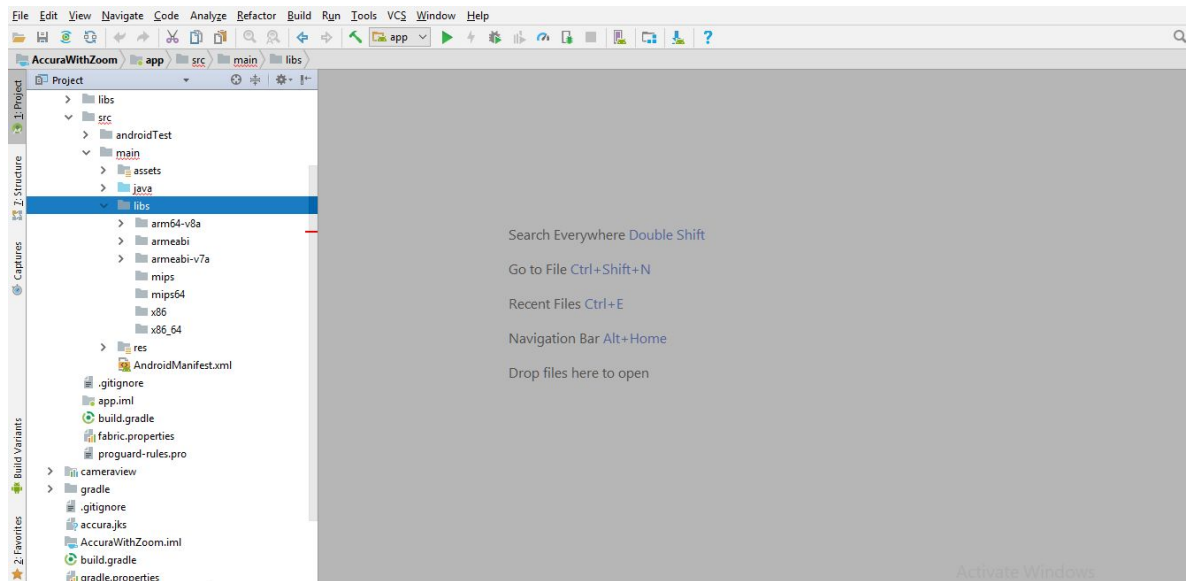 File Edit View Navigate Code Analyze Refactor Build Run Tools VCS Window Help
app
AccuraWithZoom app src main libs
Project
libs
src
androidTest
main
assets
java
libs
arm64-v8a
armeabi
armeabi-v7a
mips
mips64
x86
x86_64
res
AndroidManifest.xml
.gitignore
app.iml
build.gradle
fabric.properties
proguard-rules.pro
cameraview
gradle
.gitignore
accura.jks
AccuraWithZoom.iml
build.gradle
gradle.properties
1: Project
7: Structure
Captures
Build Variants
2: Favorites
Search Everywhere Double Shift
Go to File Ctrl+Shift+N
Recent Files Ctrl+E
Navigation Bar Alt+Home
Drop files here to open
Activate Windows